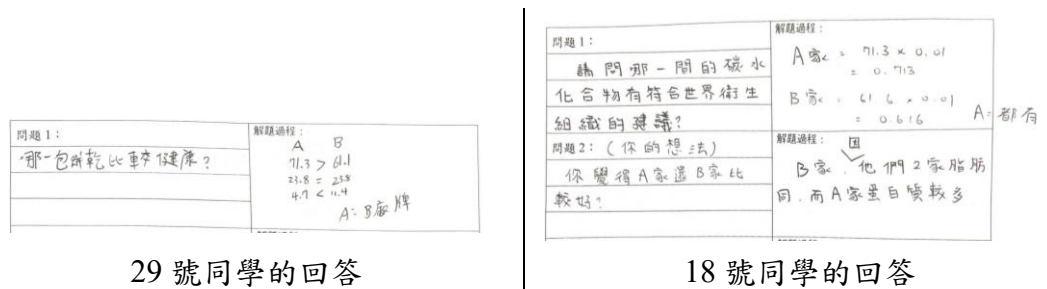 問題1：
哪一包餅乾比較健康？
解題過程：
A B
71.3 > 61.1
23.8 = 23.8
4.9 < 11.4
A：B廠牌
29 號同學的回答
問題1：
請問哪一間的碳水
化合物有符合世界衛生
組織的建議？
解題過程：
A家 = 71.3 × 0.01
= 0.713
B家 = 61.6 × 0.01
= 0.616
A：都有
問題2：（你的想法）
你覺得A家還B家比
較好？
解題過程：
因
B家，他們2家脂肪
同，而A家蛋白質較多
18 號同學的回答